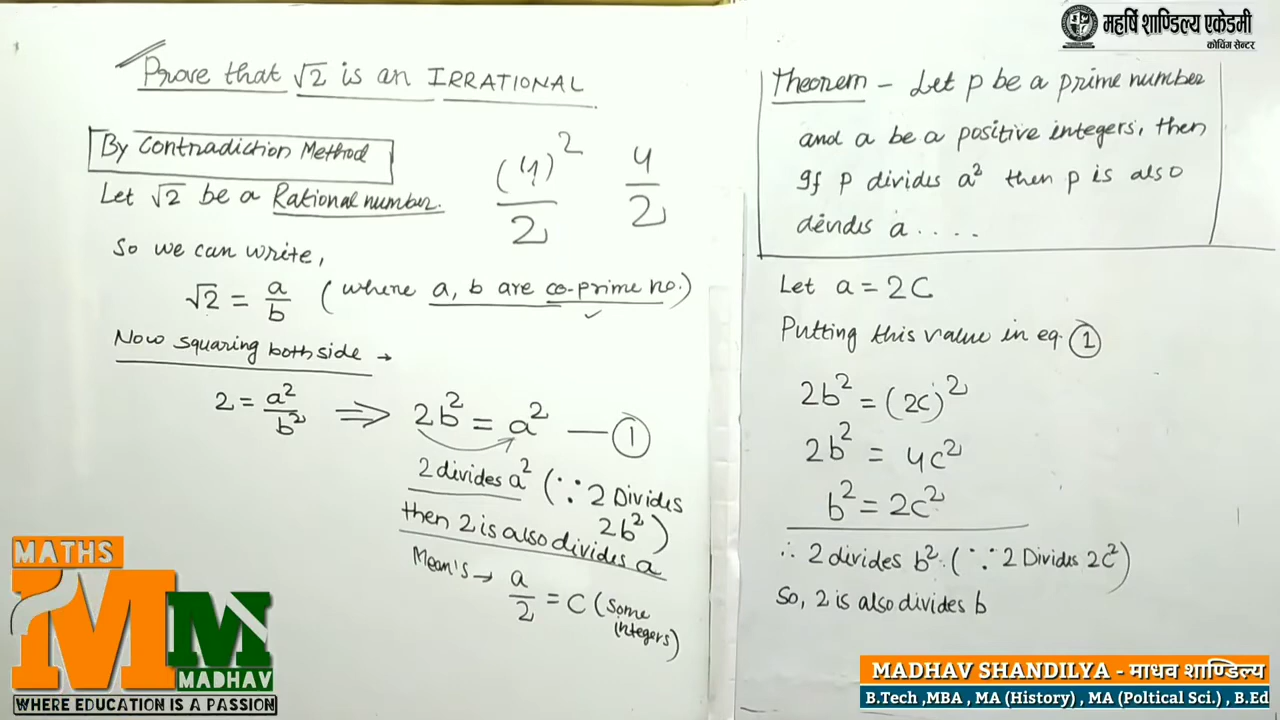 Prove that √2 is an IRRATIONAL
By Contradiction Method
Let √2 be a Rational number.
So we can write,
√2 = a/b (where a, b are co-prime no.)
Now squaring both side →
2 = a²/b² ⇒ 2b² = a² — ①
2 divides a² (∵ 2 Divides 2b²)
then 2 is also divides a
Mean's → a/2 = C (Some integers)
(4)²/2
4/2
महर्षि शाण्डिल्य एकेडमी
कोचिंग सेन्टर
Theorem – Let p be a prime number
and a be a positive integers, then
If p divides a² then p is also
divides a . . . .
Let a = 2C
Putting this value in eq. ①
2b² = (2c)²
2b² = 4c²
b² = 2c²
∴ 2 divides b². (∵ 2 Divides 2c²)
So, 2 is also divides b
MATHS
MM
MADHAV
WHERE EDUCATION IS A PASSION
MADHAV SHANDILYA - माधव शाण्डिल्य
B.Tech ,MBA , MA (History) , MA (Poltical Sci.) , B.Ed